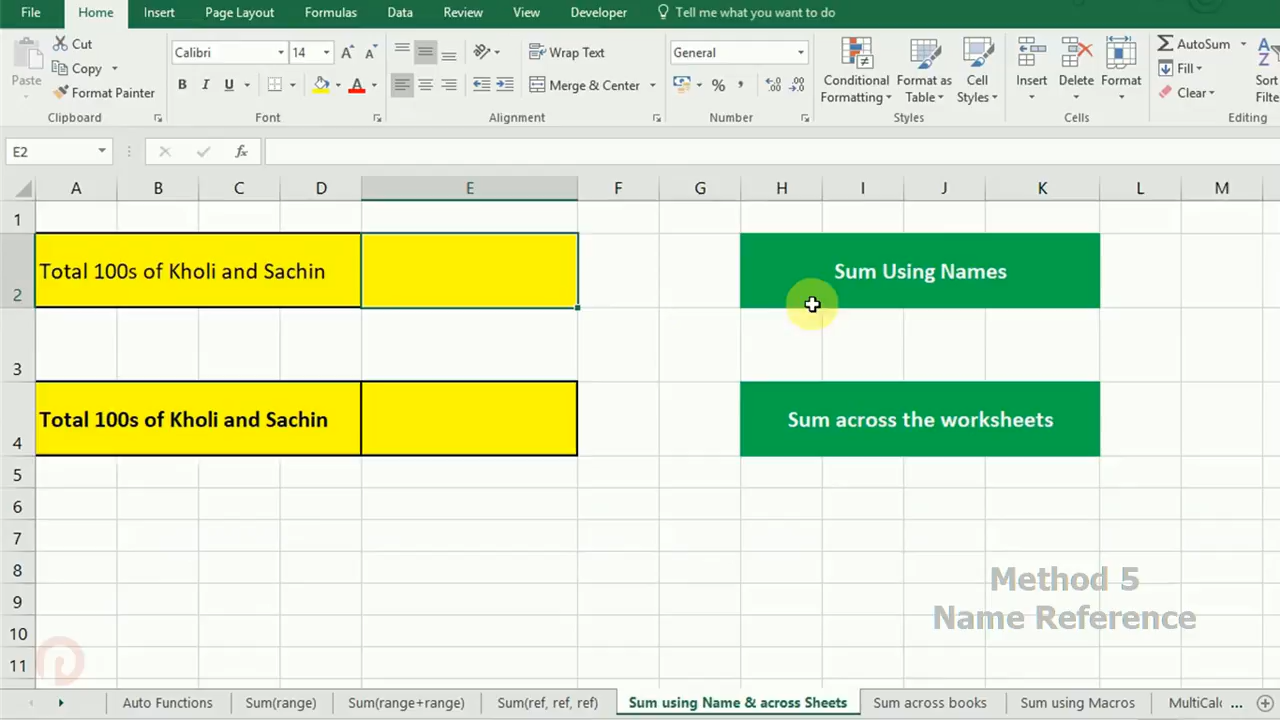 File Home Insert Page Layout Formulas Data Review View Developer Tell me what you want to do
Cut
Copy
Format Painter
Paste
Clipboard
Calibri 14
B I U
Font
Wrap Text
Merge & Center
Alignment
General
% ,
Number
Conditional Formatting
Format as Table
Cell Styles
Styles
Insert Delete Format
Cells
AutoSum
Fill
Clear
Sort
Editing
E2 fx
A B C D E F G H I J K L M
1
2 Total 100s of Kholi and Sachin Sum Using Names
3
4 Total 100s of Kholi and Sachin Sum across the worksheets
5
6
7
8
9
10
11
Method 5
Name Reference
Auto Functions Sum(range) Sum(range+range) Sum(ref, ref, ref) Sum using Name & across Sheets Sum across books Sum using Macros MultiCalc ...